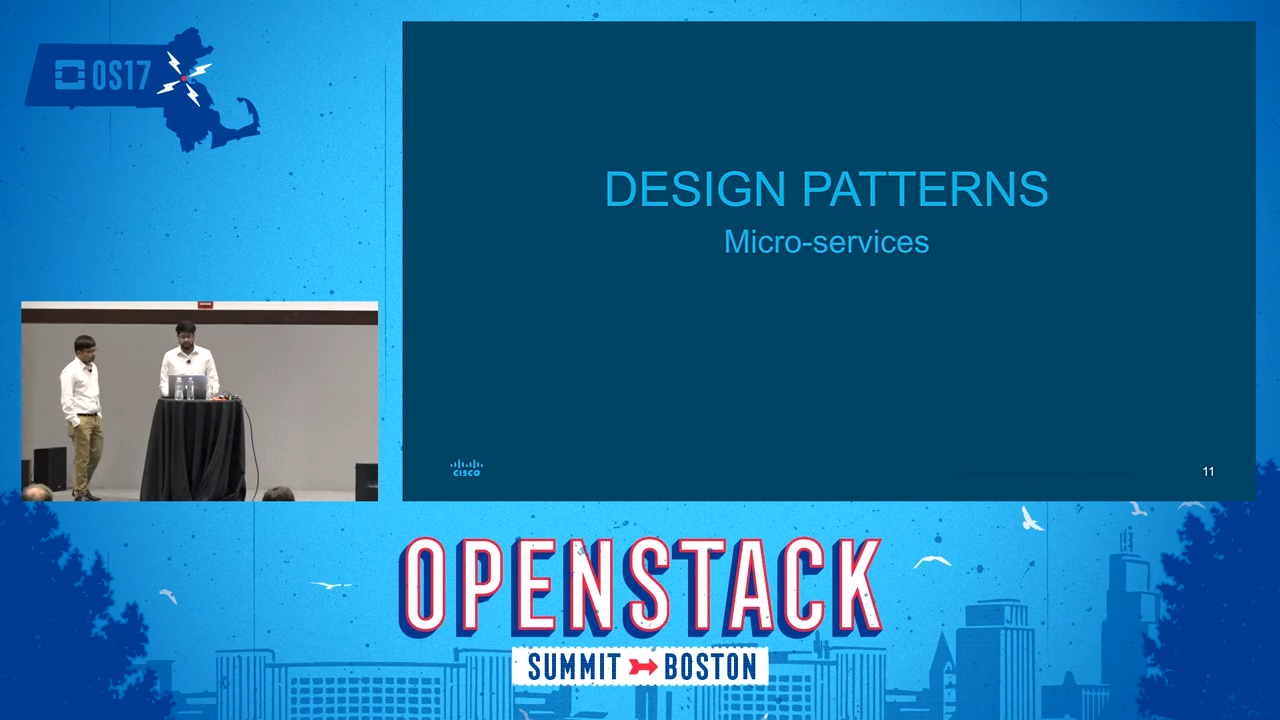 OS17
DESIGN PATTERNS
Micro-services
CISCO
11
OPENSTACK
SUMMIT BOSTON